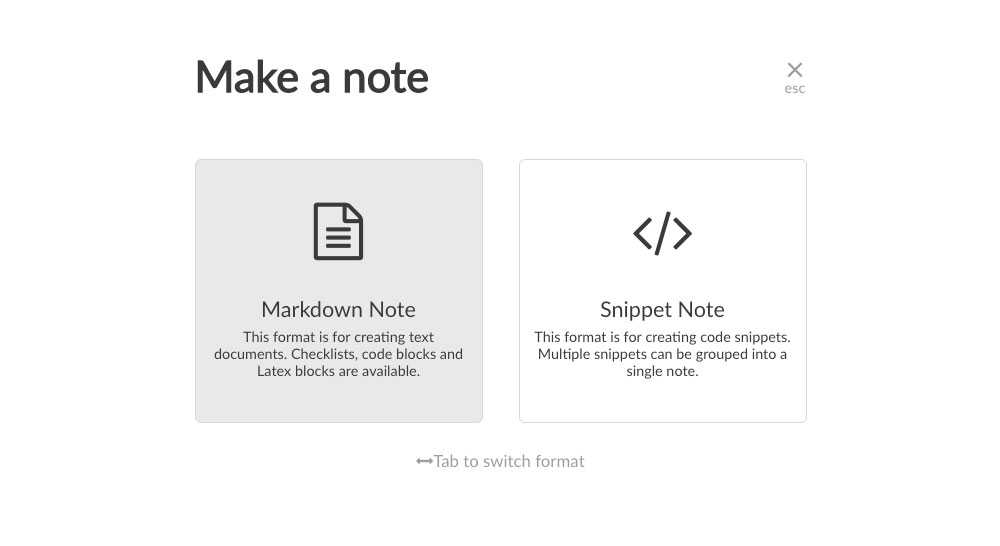 Make a note
esc
Markdown Note
This format is for creating text
documents. Checklists, code blocks and
Latex blocks are available.
Snippet Note
This format is for creating code snippets.
Multiple snippets can be grouped into a
single note.
Tab to switch format